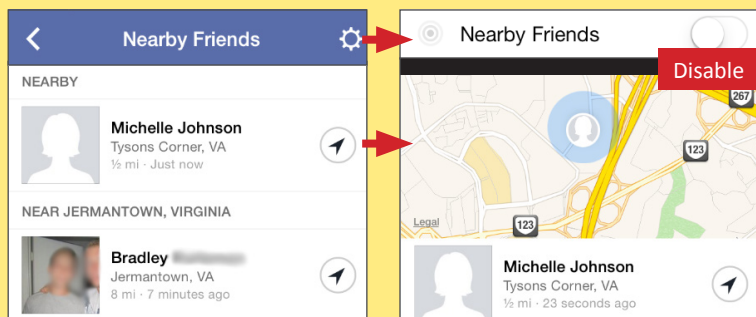 Nearby Friends
NEARBY
Michelle Johnson
Tysons Corner, VA
½ mi · Just now
NEAR JERMANTOWN, VIRGINIA
Bradley
Jermantown, VA
8 mi · 7 minutes ago
Nearby Friends
Disable
267
123
Legal
123
Michelle Johnson
Tysons Corner, VA
½ mi · 23 seconds ago